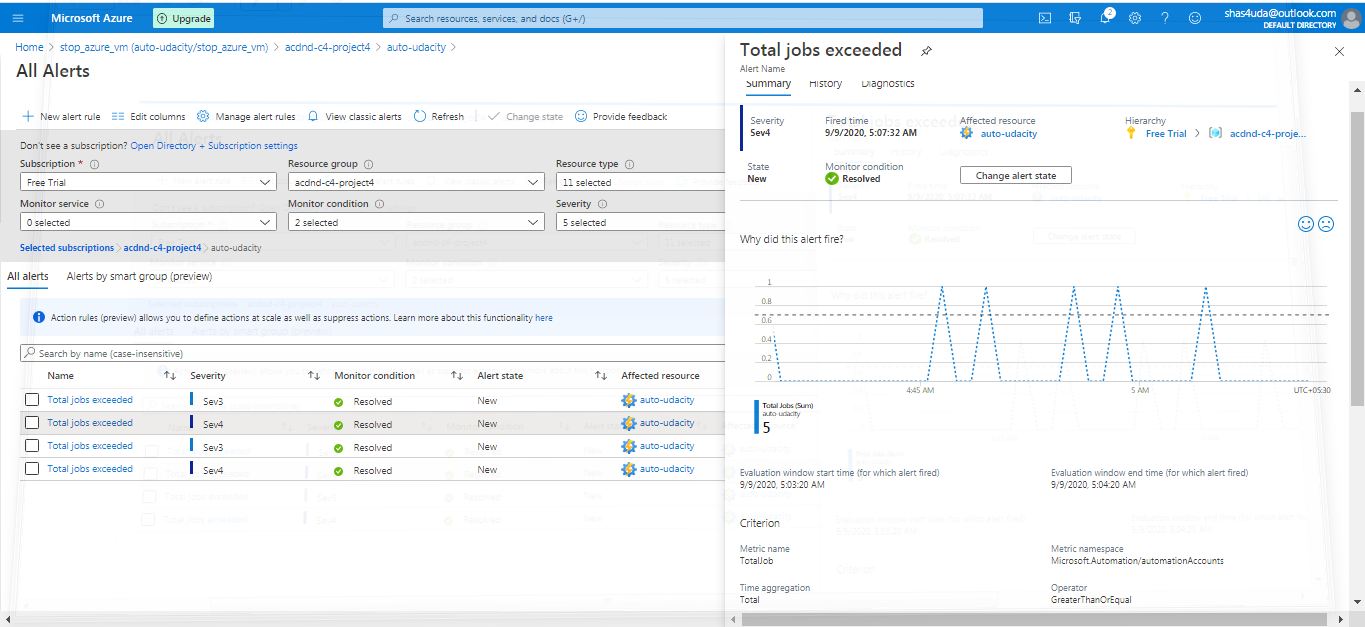 Microsoft Azure
Upgrade
Search resources, services, and docs (G+/)
2
shas4uda@outlook.com
DEFAULT DIRECTORY
Home > stop_azure_vm (auto-udacity/stop_azure_vm) > acdnd-c4-project4 > auto-udacity >
All Alerts
New alert rule Edit columns Manage alert rules View classic alerts Refresh Change state Provide feedback
Don't see a subscription? Open Directory + Subscription settings
Subscription * Resource group Resource type
Free Trial acdnd-c4-project4 11 selected
Monitor service Monitor condition Severity
0 selected 2 selected 5 selected
Selected subscriptions > acdnd-c4-project4 > auto-udacity
All alerts Alerts by smart group (preview)
Action rules (preview) allows you to define actions at scale as well as suppress actions. Learn more about this functionality here
Search by name (case-insensitive)
Name Severity Monitor condition Alert state Affected resource
Total jobs exceeded Sev3 Resolved New auto-udacity
Total jobs exceeded Sev4 Resolved New auto-udacity
Total jobs exceeded Sev3 Resolved New auto-udacity
Total jobs exceeded Sev4 Resolved New auto-udacity
Total jobs exceeded
Alert Name
Summary History Diagnostics
Severity Fired time Affected resource Hierarchy
Sev4 9/9/2020, 5:07:32 AM auto-udacity Free Trial > acdnd-c4-proje...
State Monitor condition
New Resolved Change alert state
Why did this alert fire?
1
0.8
0.6
0.4
0.2
0
4:45 AM 5 AM UTC+05:30
Total Jobs (Sum)
auto-udacity
5
Evaluation window start time (for which alert fired) Evaluation window end time (for which alert fired)
9/9/2020, 5:03:20 AM 9/9/2020, 5:04:20 AM
Criterion
Metric name Metric namespace
TotalJob Microsoft.Automation/automationAccounts
Time aggregation Operator
Total GreaterThanOrEqual